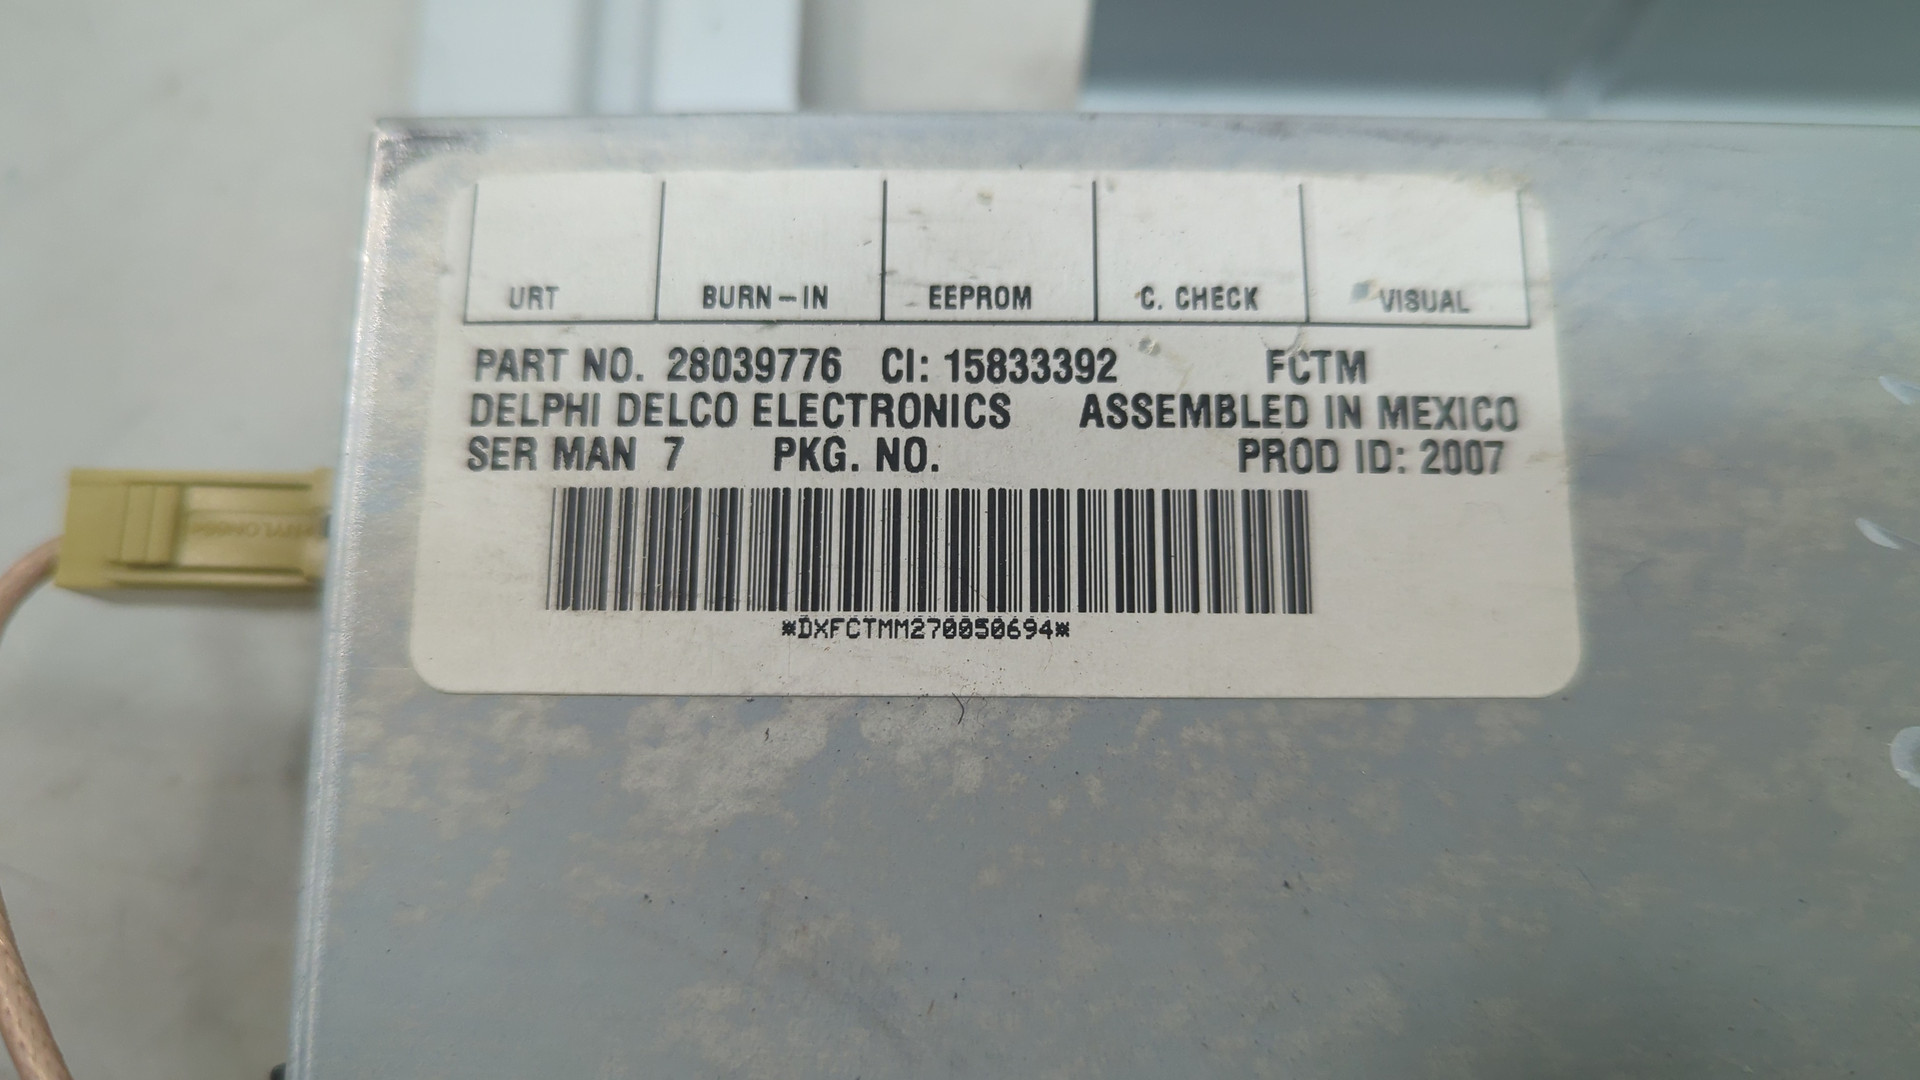 URT BURN-IN EEPROM C. CHECK VISUAL
PART NO. 28039776 CI: 15833392 FCTM
DELPHI DELCO ELECTRONICS ASSEMBLED IN MEXICO
SER MAN 7 PKG. NO. PROD ID: 2007
*DXFCTMM270050694*